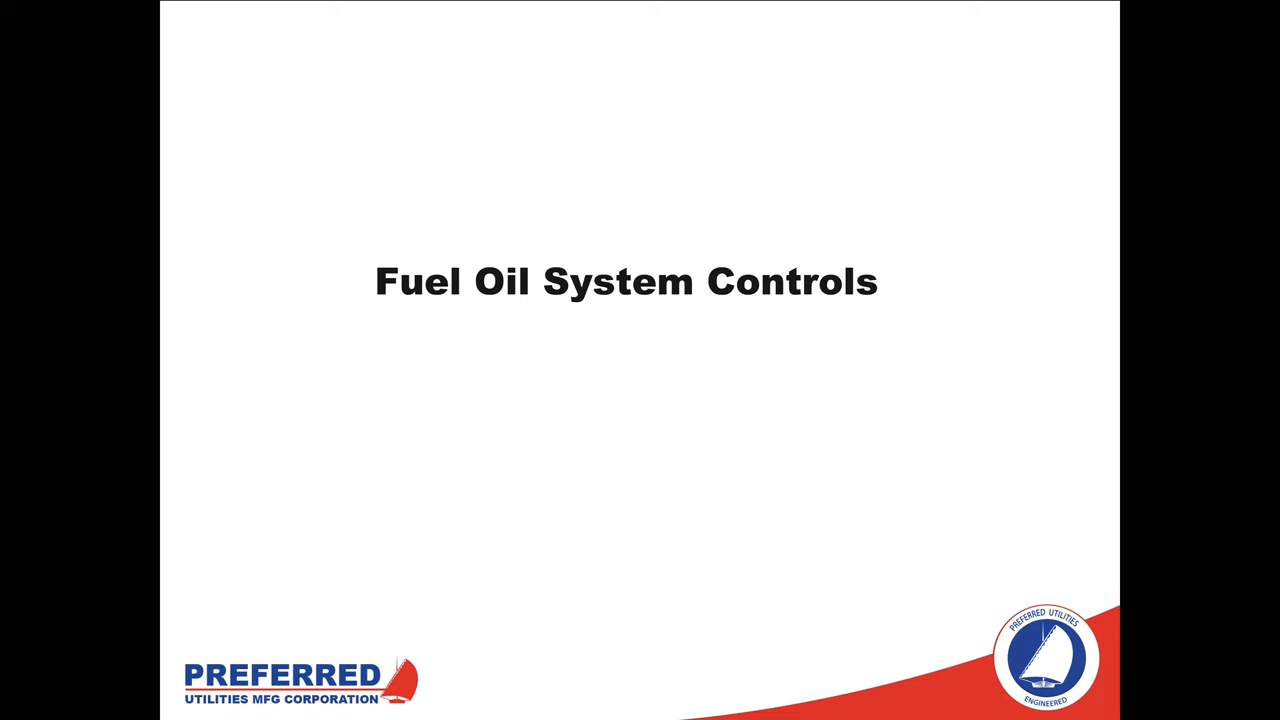 Fuel Oil System Controls
PREFERRED
UTILITIES MFG CORPORATION
PREFERRED UTILITIES
ENGINEERED